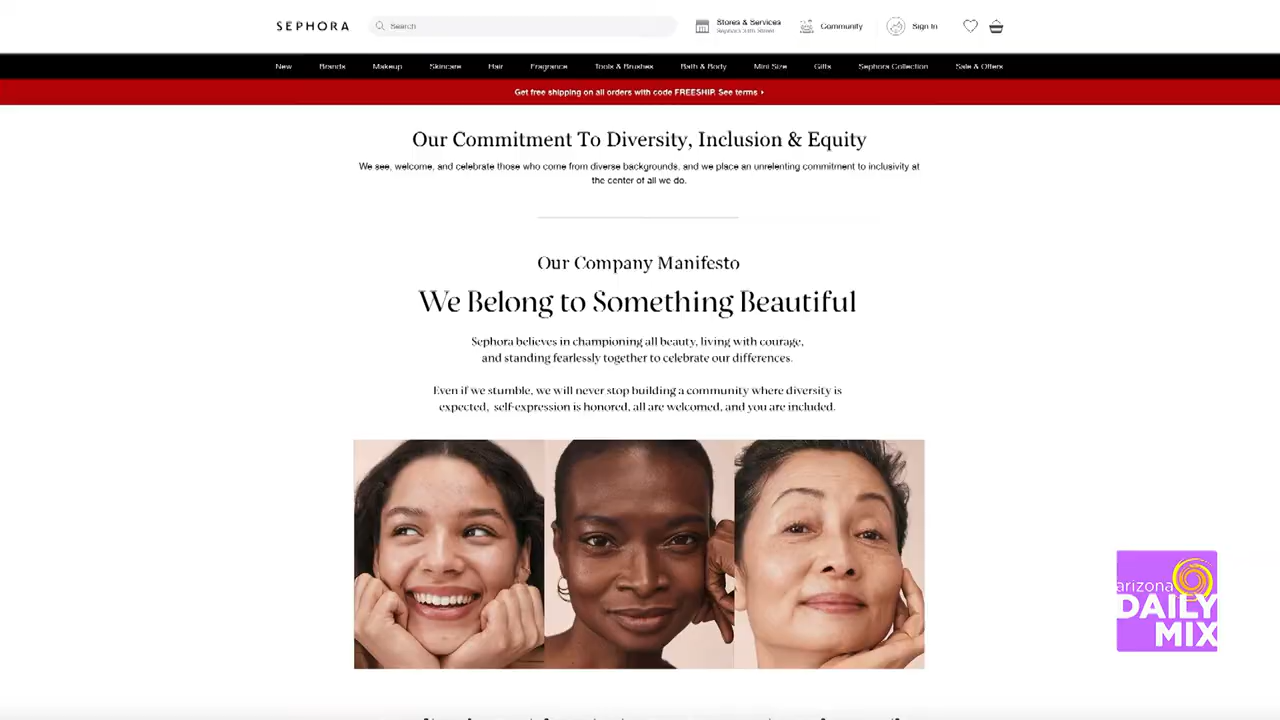 SEPHORA
Search
Stores & Services
Community
Sign In
New Brands Makeup Skincare Hair Fragrance Tools & Brushes Bath & Body Mini Size Gifts Sephora Collection Sale & Offers
Get free shipping on all orders with code FREESHIP. See terms ▸
Our Commitment To Diversity, Inclusion & Equity
We see, welcome, and celebrate those who come from diverse backgrounds, and we place an unrelenting commitment to inclusivity at
the center of all we do.
Our Company Manifesto
We Belong to Something Beautiful
Sephora believes in championing all beauty, living with courage,
and standing fearlessly together to celebrate our differences.
Even if we stumble, we will never stop building a community where diversity is
expected, self-expression is honored, all are welcomed, and you are included.
arizona
DAILY
MIX